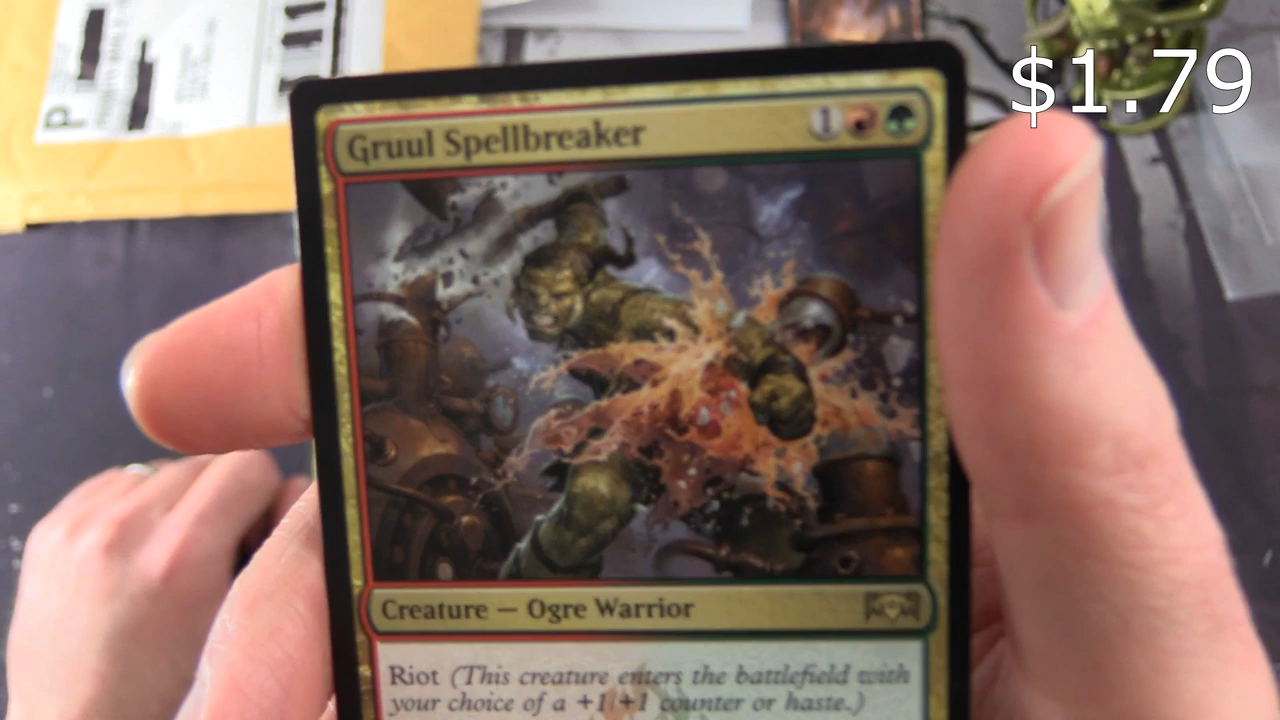 $1.79
Gruul Spellbreaker 1
Creature — Ogre Warrior
Riot (This creature enters the battlefield with
your choice of a +1/+1 counter or haste.)
P